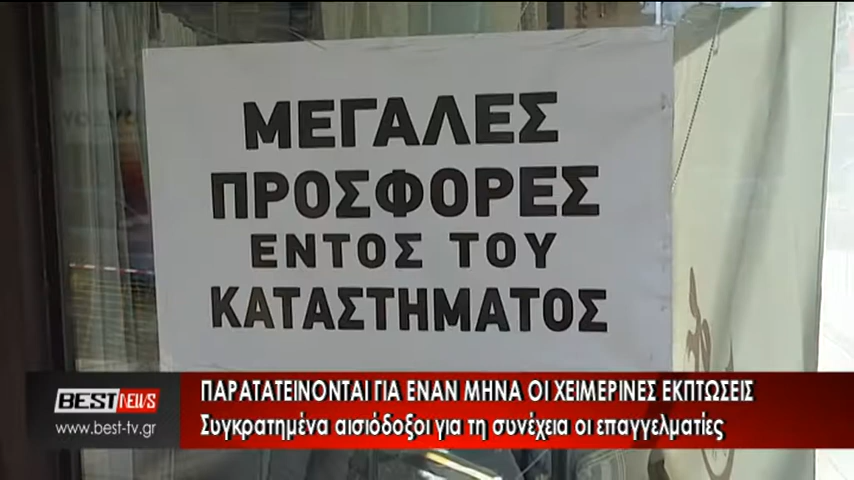 ΜΕΓΑΛΕΣ
ΠΡΟΣΦΟΡΕΣ
ΕΝΤΟΣ ΤΟΥ
ΚΑΤΑΣΤΗΜΑΤΟΣ
BEST NEWS
www.best-tv.gr
ΠΑΡΑΤΑΤΕΙΝΟΝΤΑΙ ΓΙΑ ΕΝΑΝ ΜΗΝΑ ΟΙ ΧΕΙΜΕΡΙΝΕΣ ΕΚΠΤΩΣΕΙΣ
Συγκρατημένα αισιόδοξοι για τη συνέχεια οι επαγγελματίες